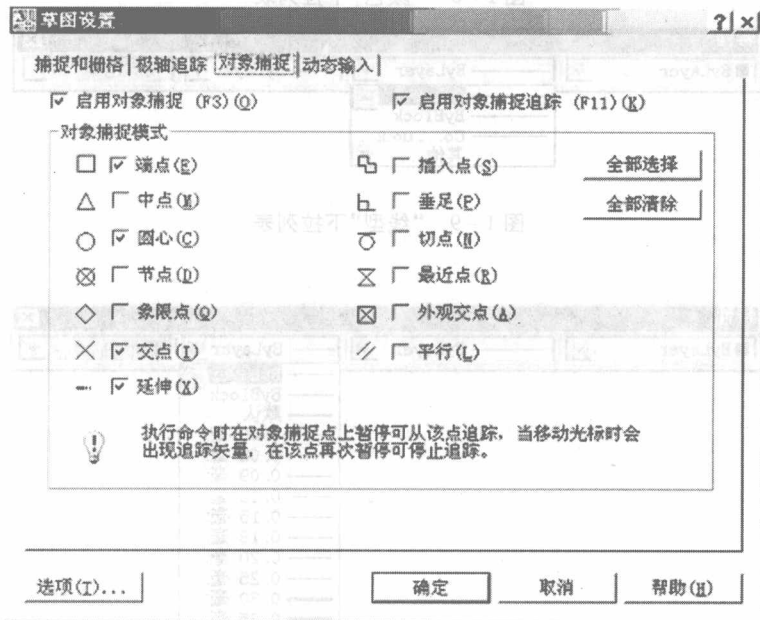 草图设置
捕捉和栅格 极轴追踪 对象捕捉 动态输入
启用对象捕捉 (F3)(O) 启用对象捕捉追踪 (F11)(K)
对象捕捉模式
端点(E) 插入点(S) 全部选择
中点(M) 垂足(P) 全部清除
圆心(C) 切点(N)
节点(D) 最近点(R)
象限点(Q) 外观交点(A)
交点(I) 平行(L)
延伸(X)
执行命令时在对象捕捉点上暂停可从该点追踪，当移动光标时会
出现追踪矢量，在该点再次暂停可停止追踪。
选项(T)... 确定 取消 帮助(H)